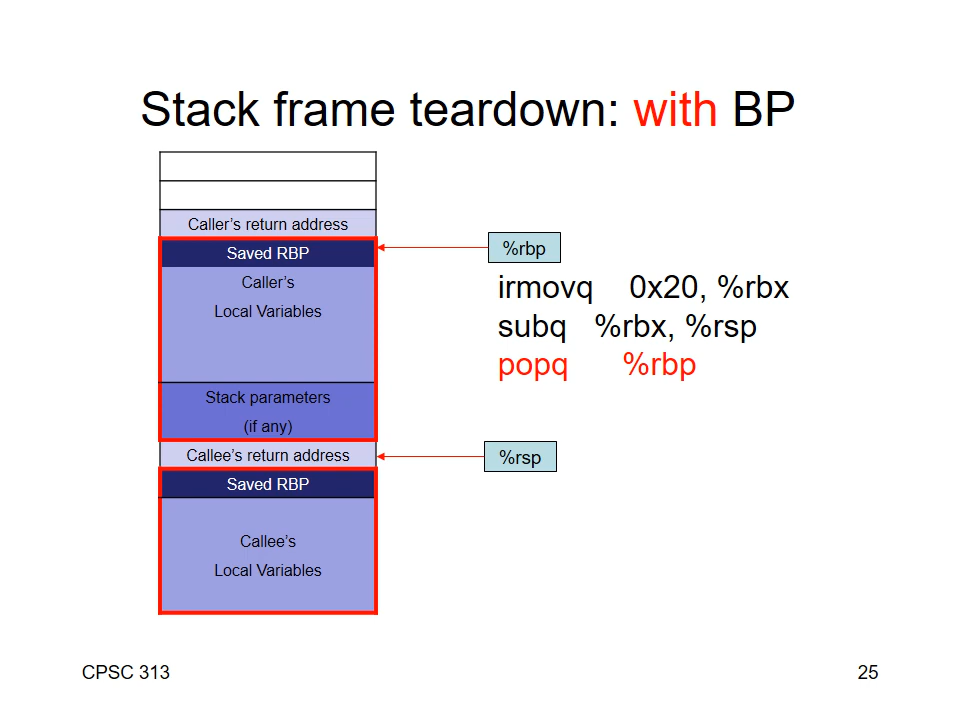 Stack frame teardown: with BP
Caller’s return address
Saved RBP
Caller’s
Local Variables
Stack parameters
(if any)
Callee’s return address
Saved RBP
Callee’s
Local Variables
%rbp
irmovq 0x20, %rbx
subq %rbx, %rsp
popq %rbp
%rsp
CPSC 313
25